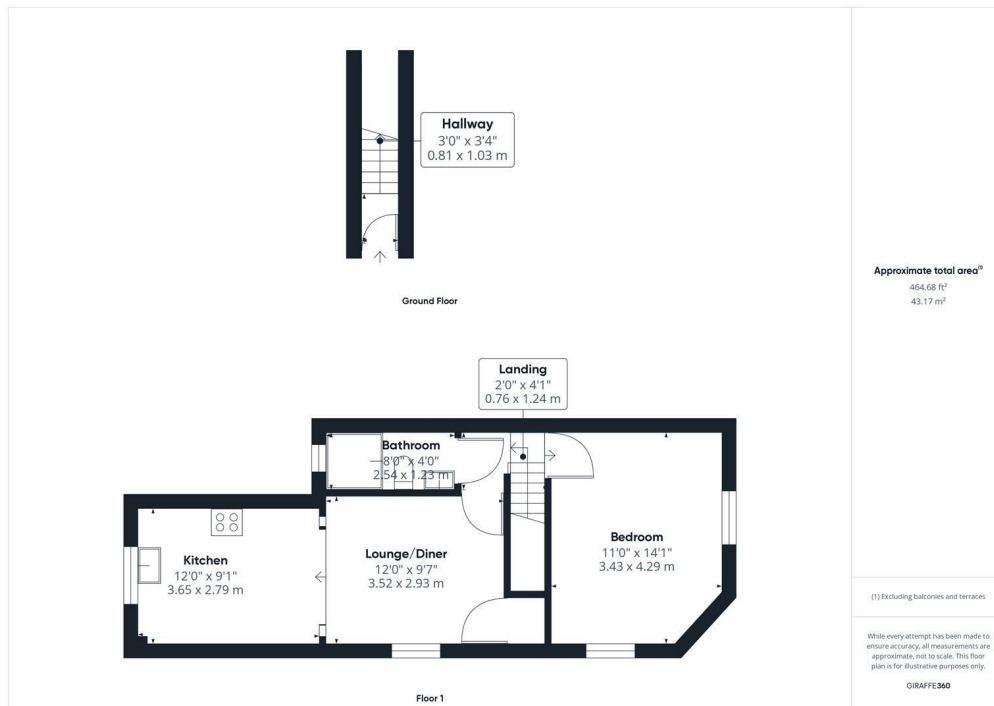 Hallway
3'0" x 3'4"
0.81 x 1.03 m
Ground Floor
Approximate total area(1)
464.68 ft²
43.17 m²
Landing
2'0" x 4'1"
0.76 x 1.24 m
Bathroom
8'0" x 4'0"
2.54 x 1.23 m
Kitchen
12'0" x 9'1"
3.65 x 2.79 m
Lounge/Diner
12'0" x 9'7"
3.52 x 2.93 m
Bedroom
11'0" x 14'1"
3.43 x 4.29 m
Floor 1
(1) Excluding balconies and terraces
While every attempt has been made to
ensure accuracy, all measurements are
approximate, not to scale. This floor
plan is for illustrative purposes only.
GIRAFFE360